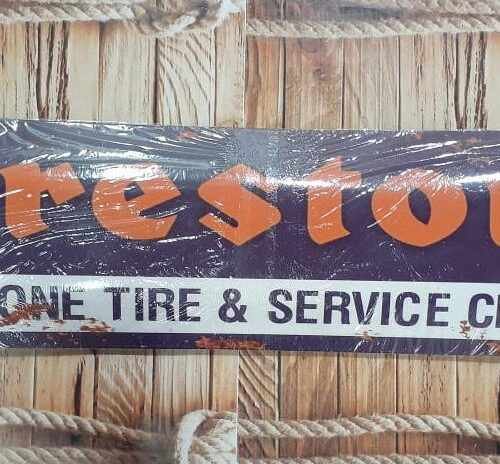 resto
ONE TIRE & SERVICE C